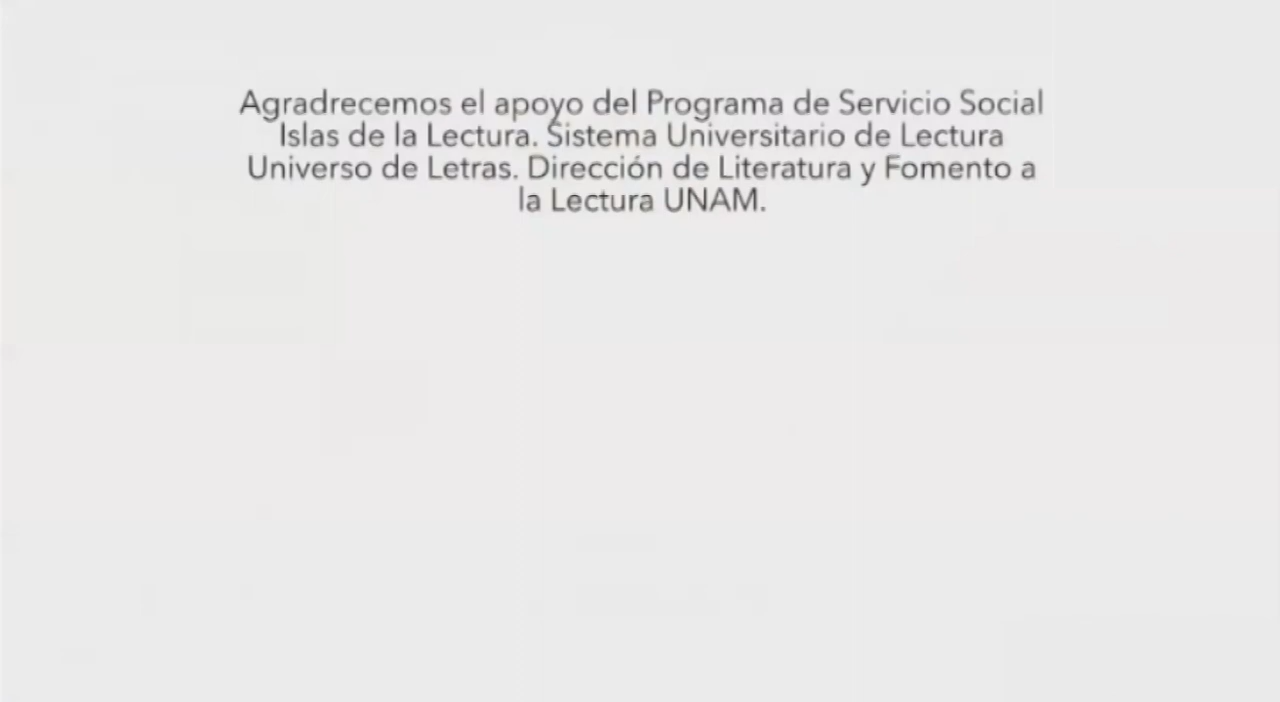 Agradrecemos el apoyo del Programa de Servicio Social
Islas de la Lectura. Sistema Universitario de Lectura
Universo de Letras. Dirección de Literatura y Fomento a
la Lectura UNAM.